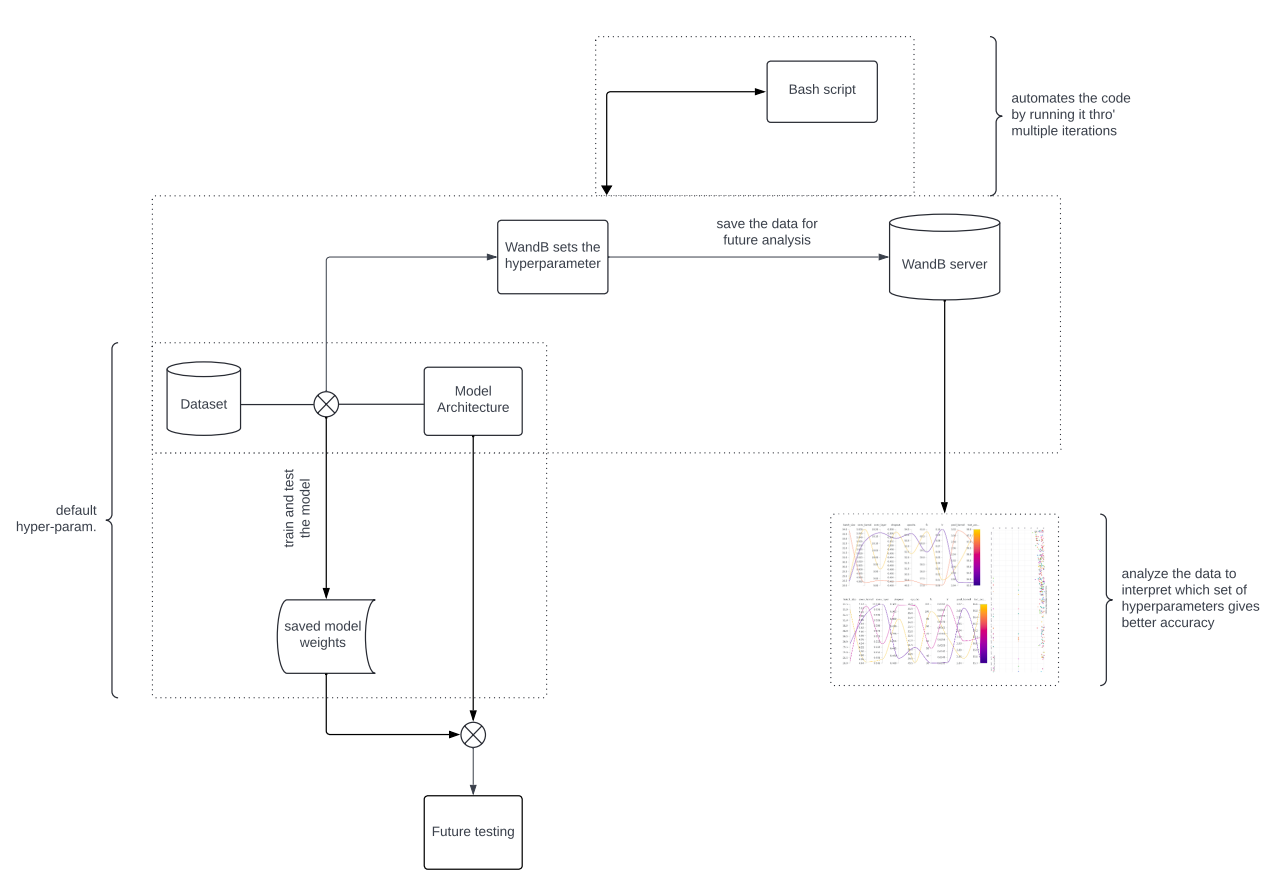 Bash script
automates the code
by running it thro'
multiple iterations
save the data for
future analysis
WandB sets the
hyperparameter
WandB server
Dataset
Model
Architecture
default
hyper-param.
train and test
the model
saved model
weights
analyze the data to
interpret which set of
hyperparameters gives
better accuracy
Future testing